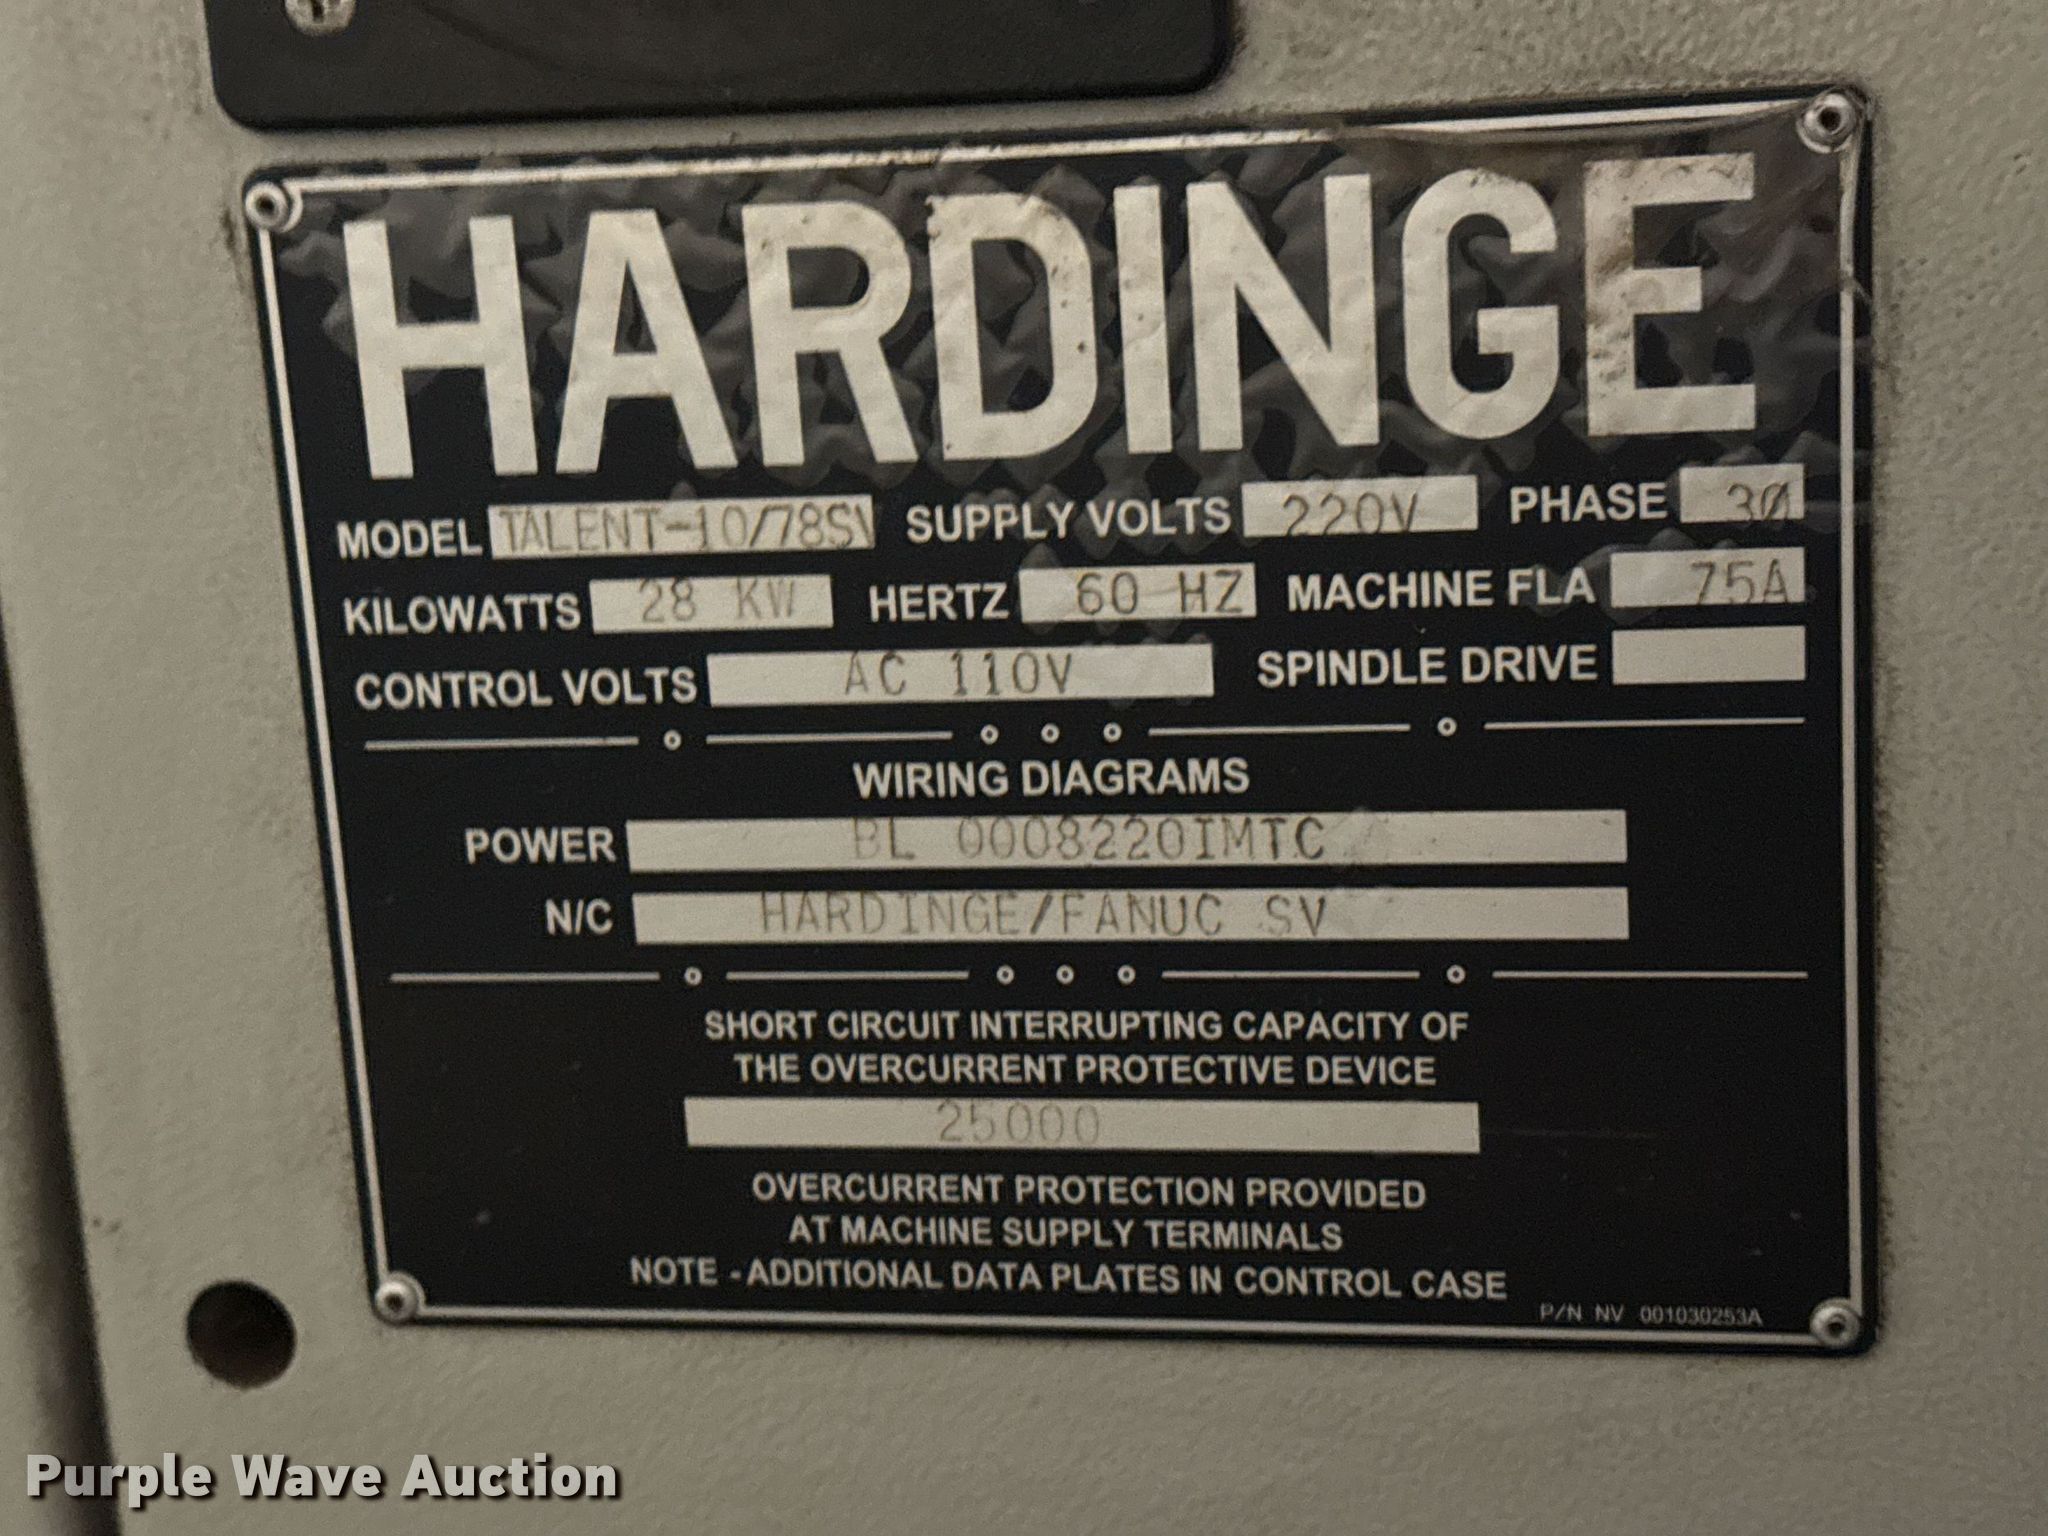 HARDINGE
MODEL TALENT-10/78SV SUPPLY VOLTS 220V PHASE 3Ø
KILOWATTS 28 KW HERTZ 60 HZ MACHINE FLA 75A
CONTROL VOLTS AC 110V SPINDLE DRIVE
WIRING DIAGRAMS
POWER BL 0008220IMTC
N/C HARDINGE/FANUC SV
SHORT CIRCUIT INTERRUPTING CAPACITY OF
THE OVERCURRENT PROTECTIVE DEVICE
25000
OVERCURRENT PROTECTION PROVIDED
AT MACHINE SUPPLY TERMINALS
NOTE - ADDITIONAL DATA PLATES IN CONTROL CASE
P/N NV 001030253A
Purple Wave Auction